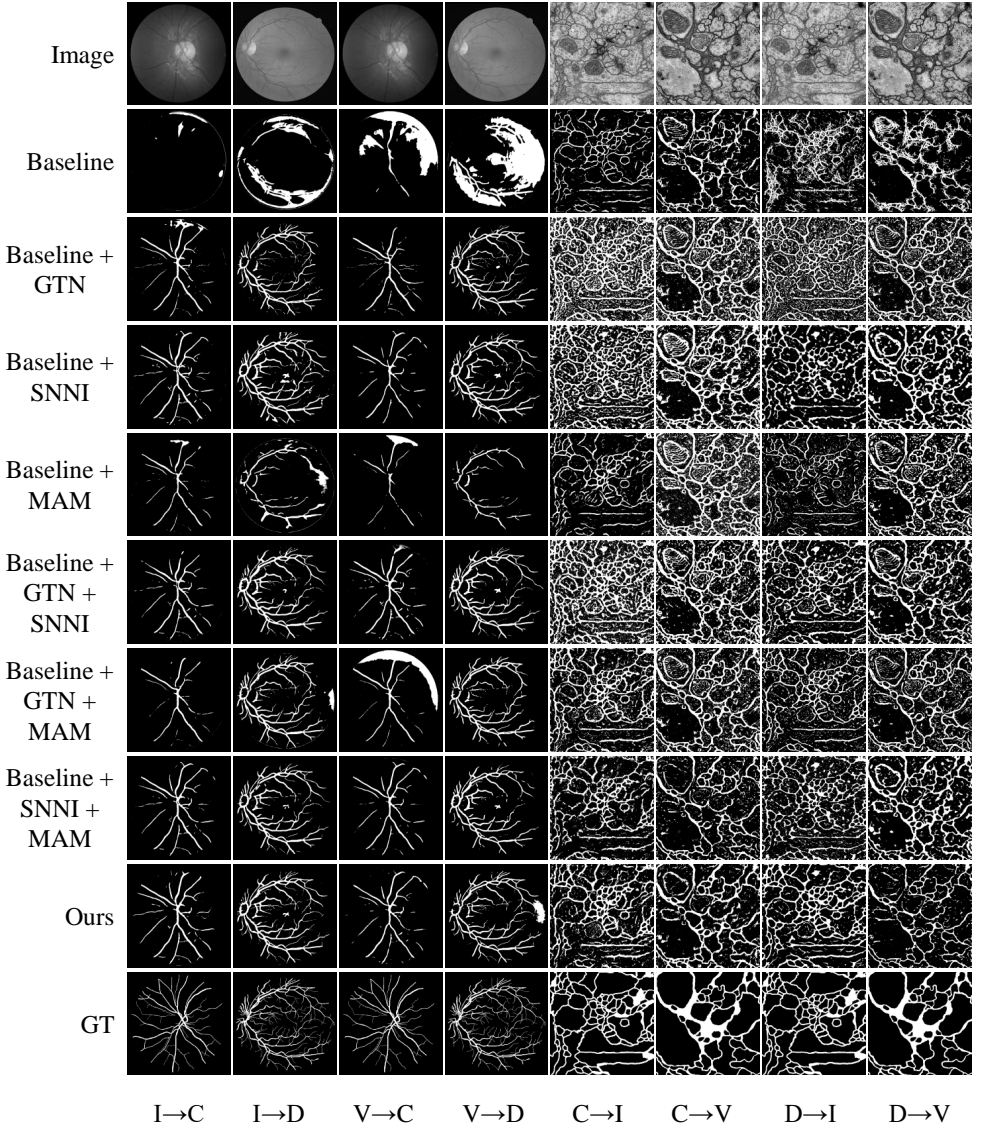 Image
Baseline
Baseline +
GTN
Baseline +
SNNI
Baseline +
MAM
Baseline +
GTN +
SNNI
Baseline +
GTN +
MAM
Baseline +
SNNI +
MAM
Ours
GT
I→C I→D V→C V→D C→I C→V D→I D→V